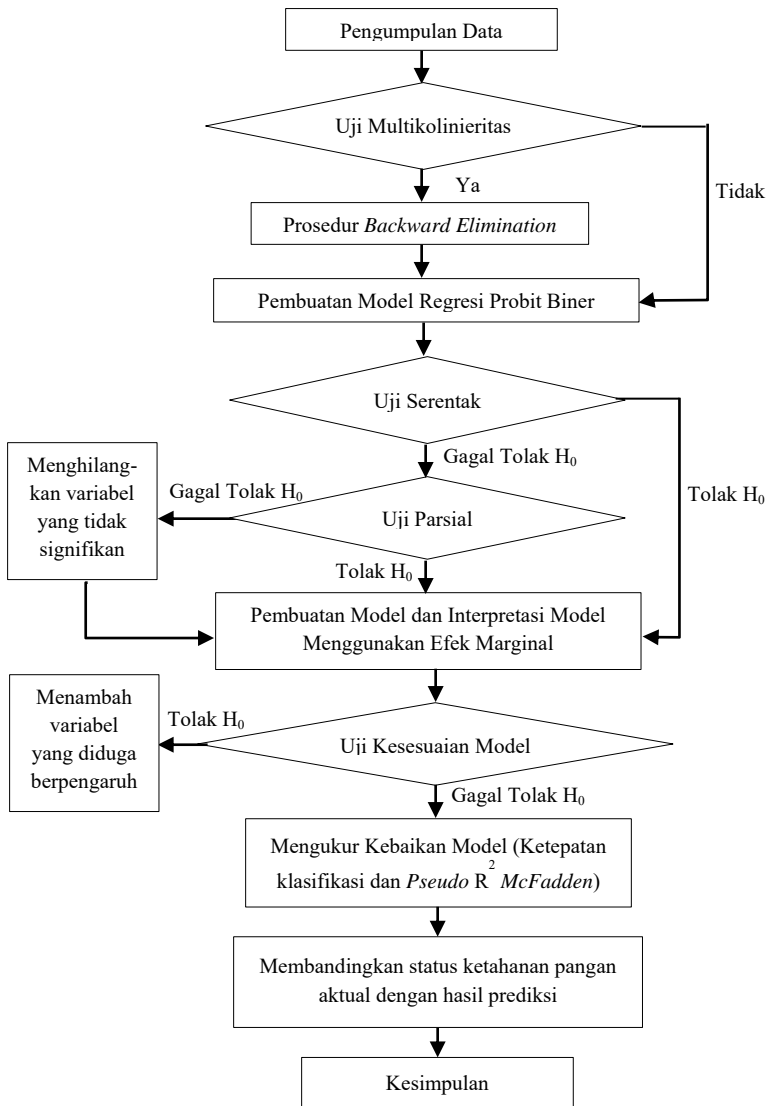 Pengumpulan Data
Uji Multikolinieritas
Ya
Tidak
Prosedur Backward Elimination
Pembuatan Model Regresi Probit Biner
Uji Serentak
Gagal Tolak H₀
Tolak H₀
Menghilang-
kan variabel
yang tidak
signifikan
Gagal Tolak H₀
Uji Parsial
Tolak H₀
Pembuatan Model dan Interpretasi Model
Menggunakan Efek Marginal
Menambah
variabel
yang diduga
berpengaruh
Tolak H₀
Uji Kesesuaian Model
Gagal Tolak H₀
Mengukur Kebaikan Model (Ketepatan
klasifikasi dan Pseudo R² McFadden)
Membandingkan status ketahanan pangan
aktual dengan hasil prediksi
Kesimpulan